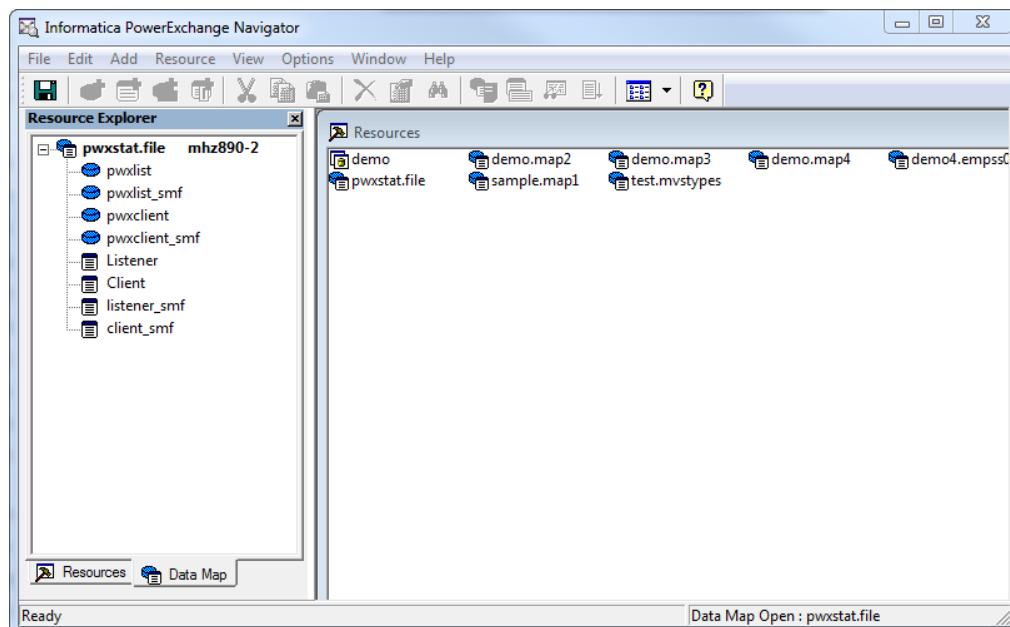 Informatica PowerExchange Navigator
File Edit Add Resource View Options Window Help
Resource Explorer
pwxstat.file mhz890-2
pwxlist
pwxlist_smf
pwxclient
pwxclient_smf
Listener
Client
listener_smf
client_smf
Resources Data Map
Resources
demo demo.map2 demo.map3 demo.map4 demo4.empss0
pwxstat.file sample.map1 test.mvstypes
Ready Data Map Open : pwxstat.file